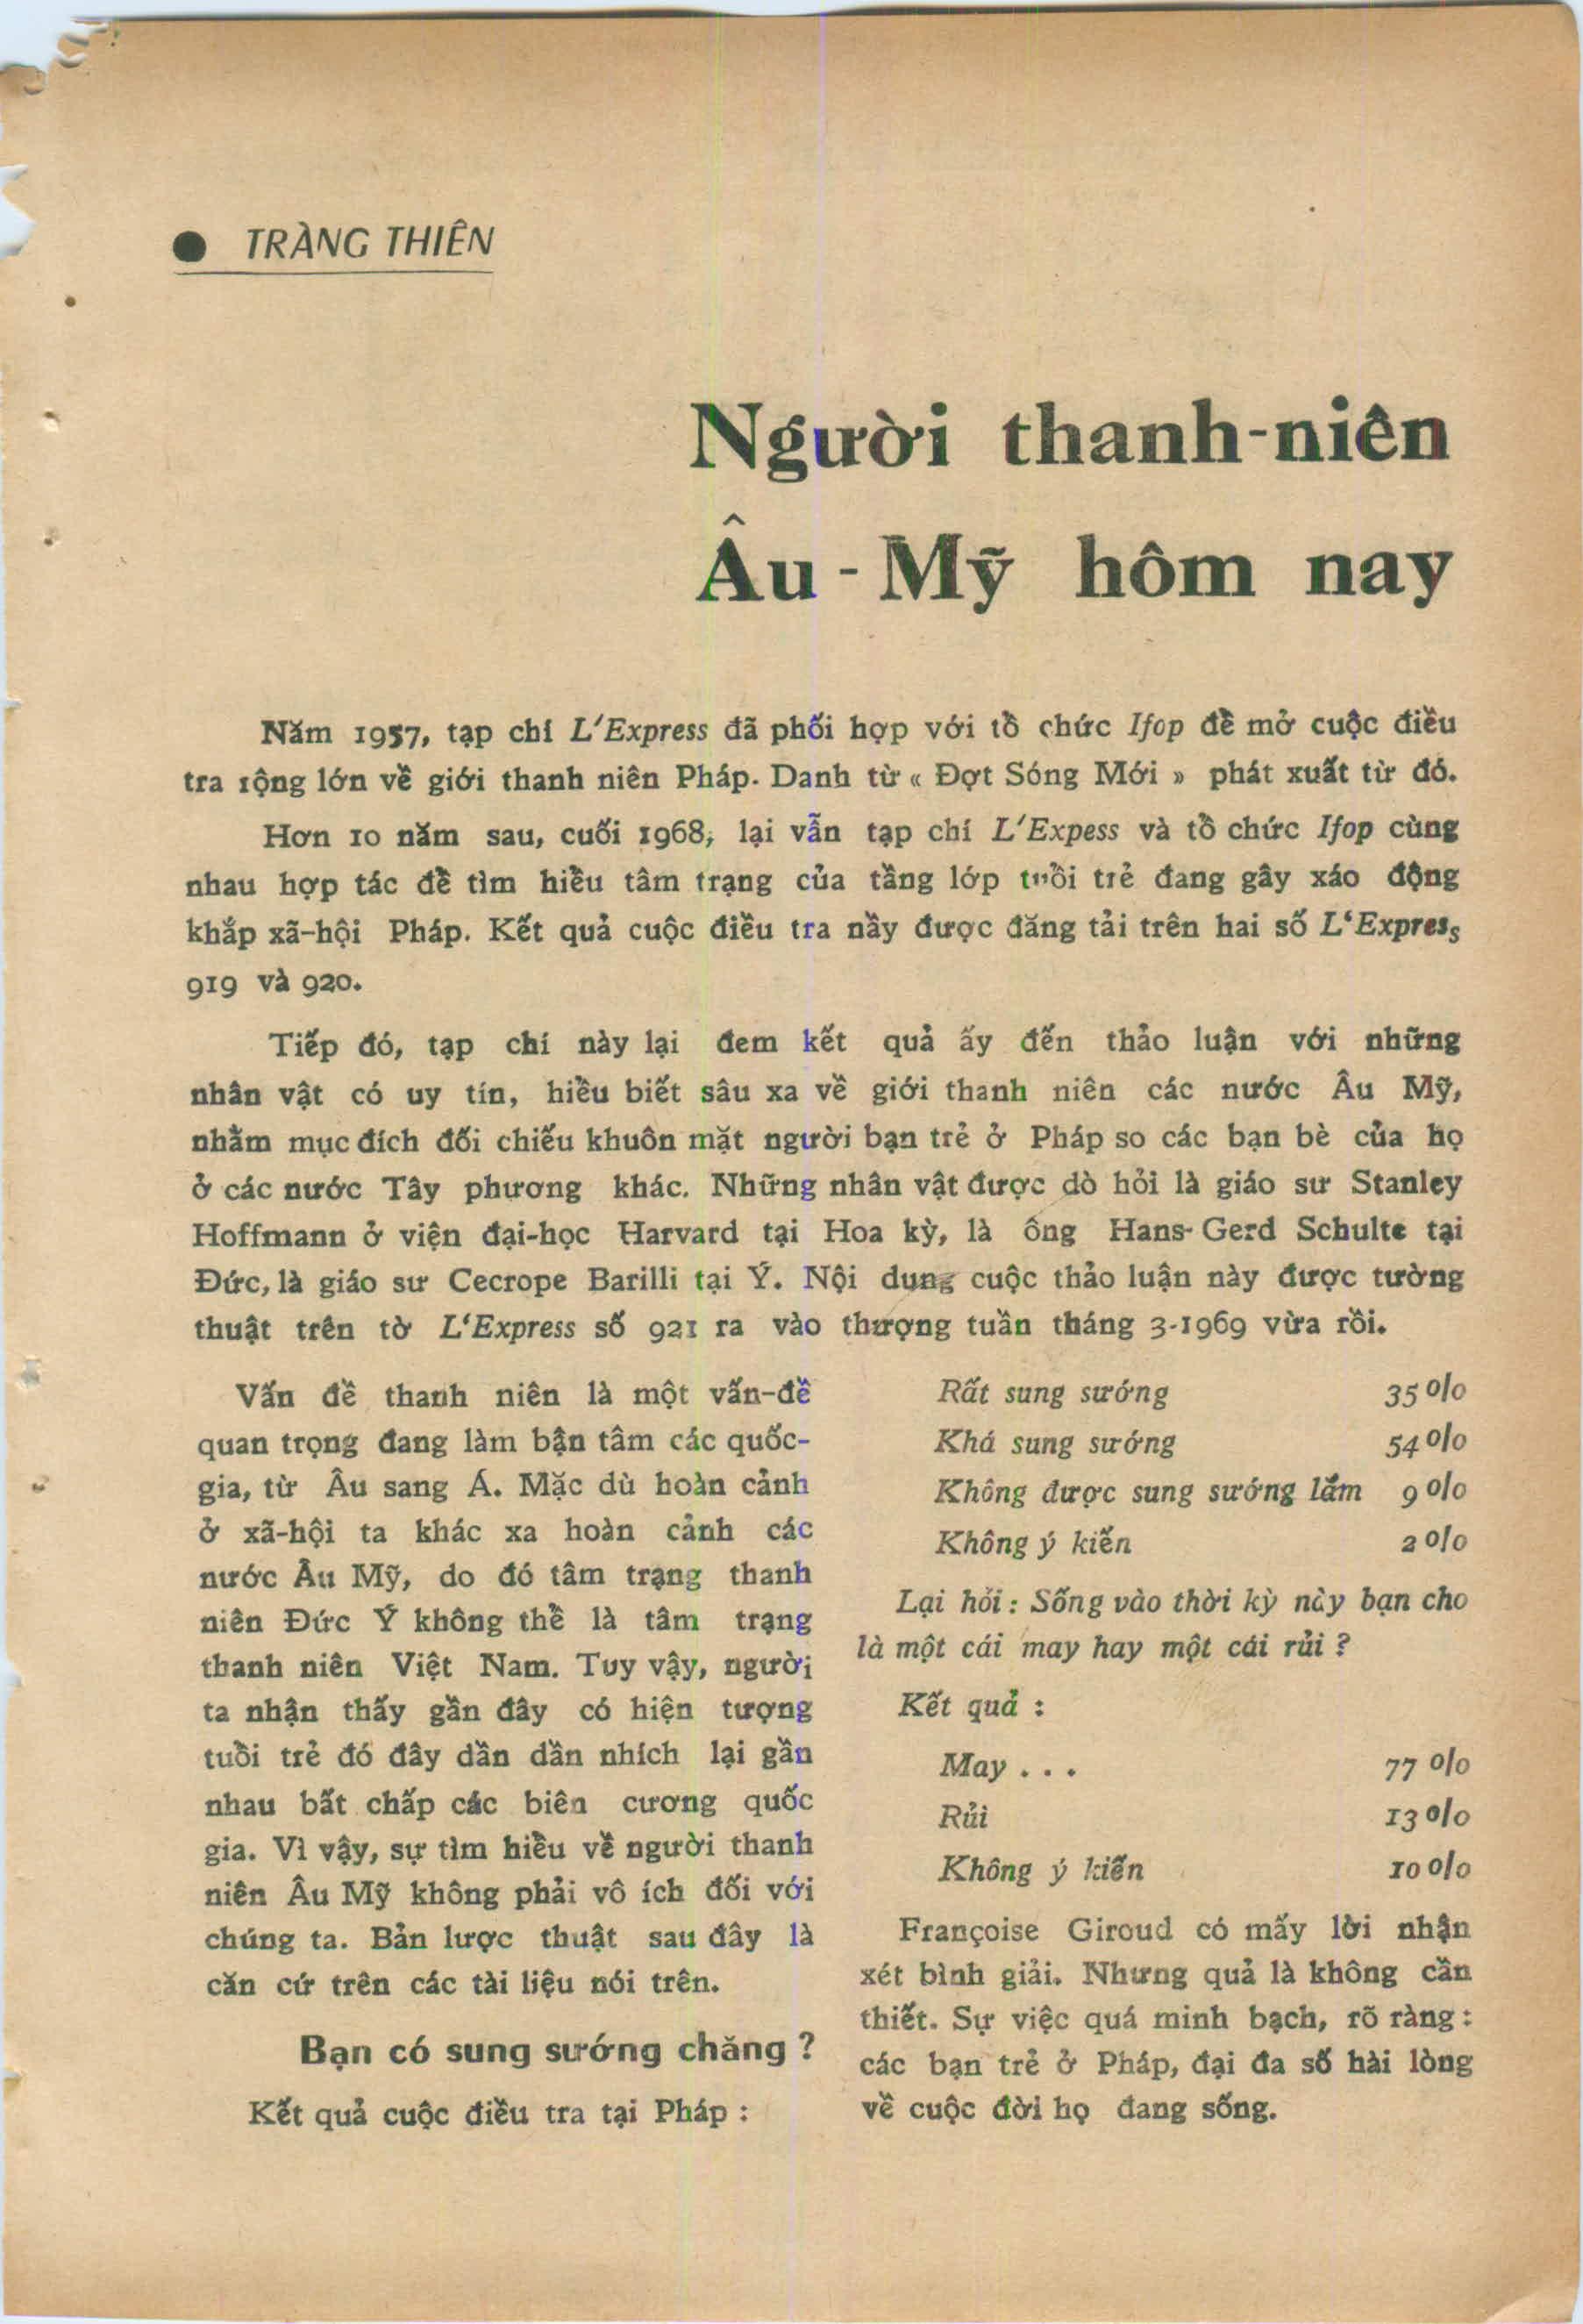 ● TRÀNG THIÊN
Người thanh-niên
Âu - Mỹ hôm nay
Năm 1957, tạp chí L'Express đã phối hợp với tổ chức Ifop để mở cuộc điều
tra rộng lớn về giới thanh niên Pháp. Danh từ « Đợt Sóng Mới » phát xuất từ đó.
Hơn 10 năm sau, cuối 1968, lại vẫn tạp chí L'Expess và tổ chức Ifop cùng
nhau hợp tác để tìm hiểu tâm trạng của tầng lớp tuổi trẻ đang gây xáo động
khắp xã-hội Pháp. Kết quả cuộc điều tra nầy được đăng tải trên hai số L'Express
919 và 920.
Tiếp đó, tạp chí này lại đem kết quả ấy đến thảo luận với những
nhân vật có uy tín, hiểu biết sâu xa về giới thanh niên các nước Âu Mỹ,
nhằm mục đích đối chiếu khuôn mặt người bạn trẻ ở Pháp so các bạn bè của họ
ở các nước Tây phương khác. Những nhân vật được dò hỏi là giáo sư Stanley
Hoffmann ở viện đại-học Harvard tại Hoa kỳ, là ông Hans-Gerd Schulte tại
Đức, là giáo sư Cecrope Barilli tại Ý. Nội dung cuộc thảo luận này được tường
thuật trên tờ L'Express số 921 ra vào thượng tuần tháng 3-1969 vừa rồi.
Vấn đề thanh niên là một vấn-đề
quan trọng đang làm bận tâm các quốc-
gia, từ Âu sang Á. Mặc dù hoàn cảnh
ở xã-hội ta khác xa hoàn cảnh các
nước Âu Mỹ, do đó tâm trạng thanh
niên Đức Ý không thể là tâm trạng
thanh niên Việt Nam. Tuy vậy, người
ta nhận thấy gần đây có hiện tượng
tuổi trẻ đó đây dần dần nhích lại gần
nhau bất chấp các biên cương quốc
gia. Vì vậy, sự tìm hiểu về người thanh
niên Âu Mỹ không phải vô ích đối với
chúng ta. Bản lược thuật sau đây là
căn cứ trên các tài liệu nói trên.
Bạn có sung sướng chăng ?
Kết quả cuộc điều tra tại Pháp :
Rất sung sướng 35 %
Khá sung sướng 54 %
Không được sung sướng lắm 9 %
Không ý kiến 2 %
Lại hỏi : Sống vào thời kỳ này bạn cho
là một cái may hay một cái rủi ?
Kết quả :
May . . . 77 %
Rủi 13 %
Không ý kiến 10 %
Françoise Giroud có mấy lời nhận
xét bình giải. Nhưng quả là không cần
thiết. Sự việc quá minh bạch, rõ ràng :
các bạn trẻ ở Pháp, đại đa số hài lòng
về cuộc đời họ đang sống.